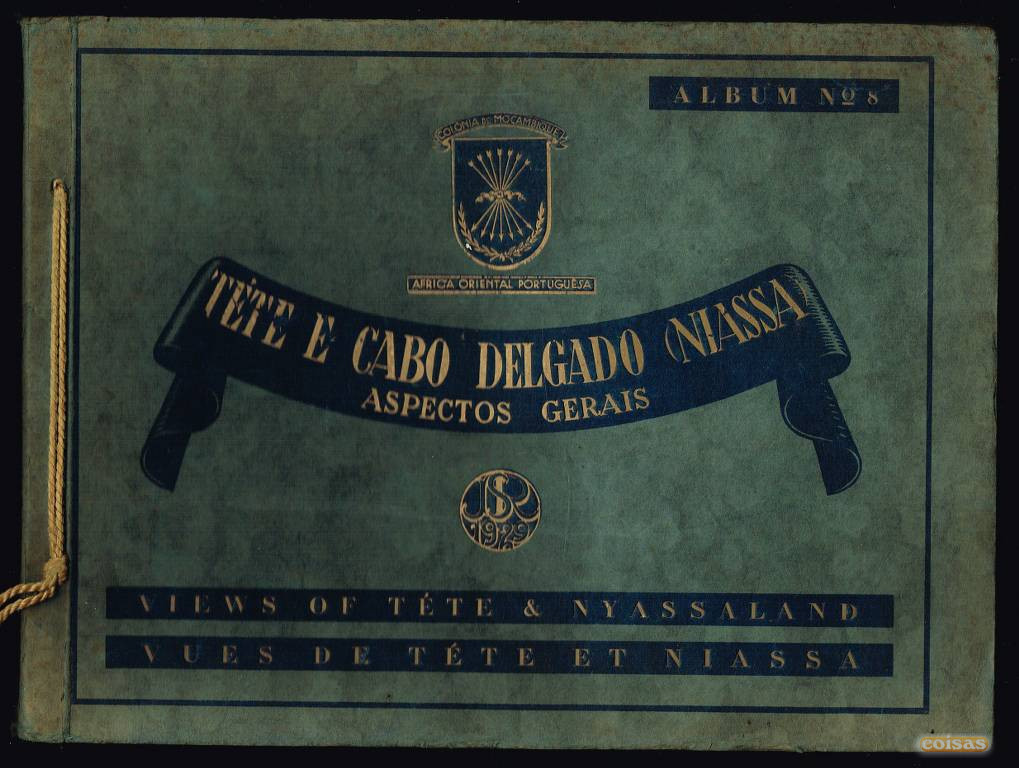 ALBUM Nº 8
COLÓNIA DE MOÇAMBIQUE
AFRICA ORIENTAL PORTUGUÊSA
TÉTE E CABO DELGADO (NIASSA)
ASPECTOS GERAIS
JSR
1929
VIEWS OF TÉTE & NYASSALAND
VUES DE TÉTE ET NIASSA
coisas